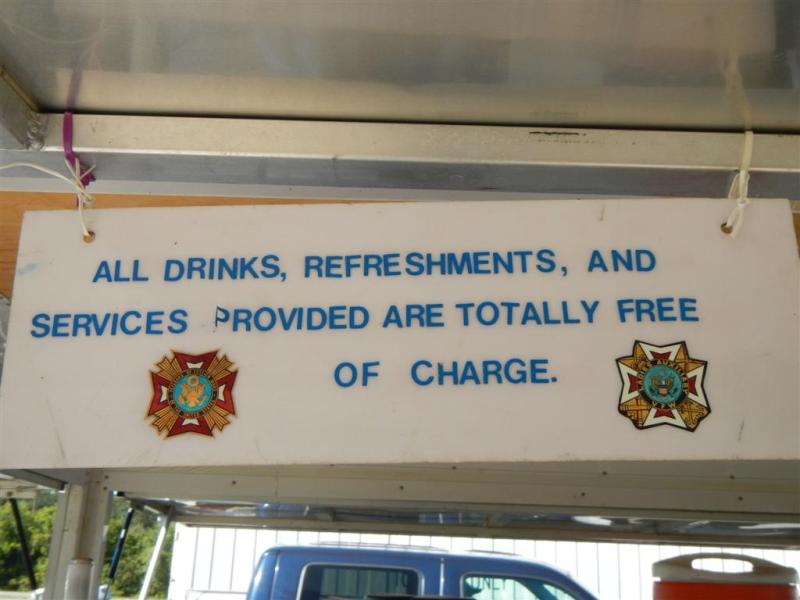 ALL DRINKS, REFRESHMENTS, AND
SERVICES PROVIDED ARE TOTALLY FREE
OF CHARGE.